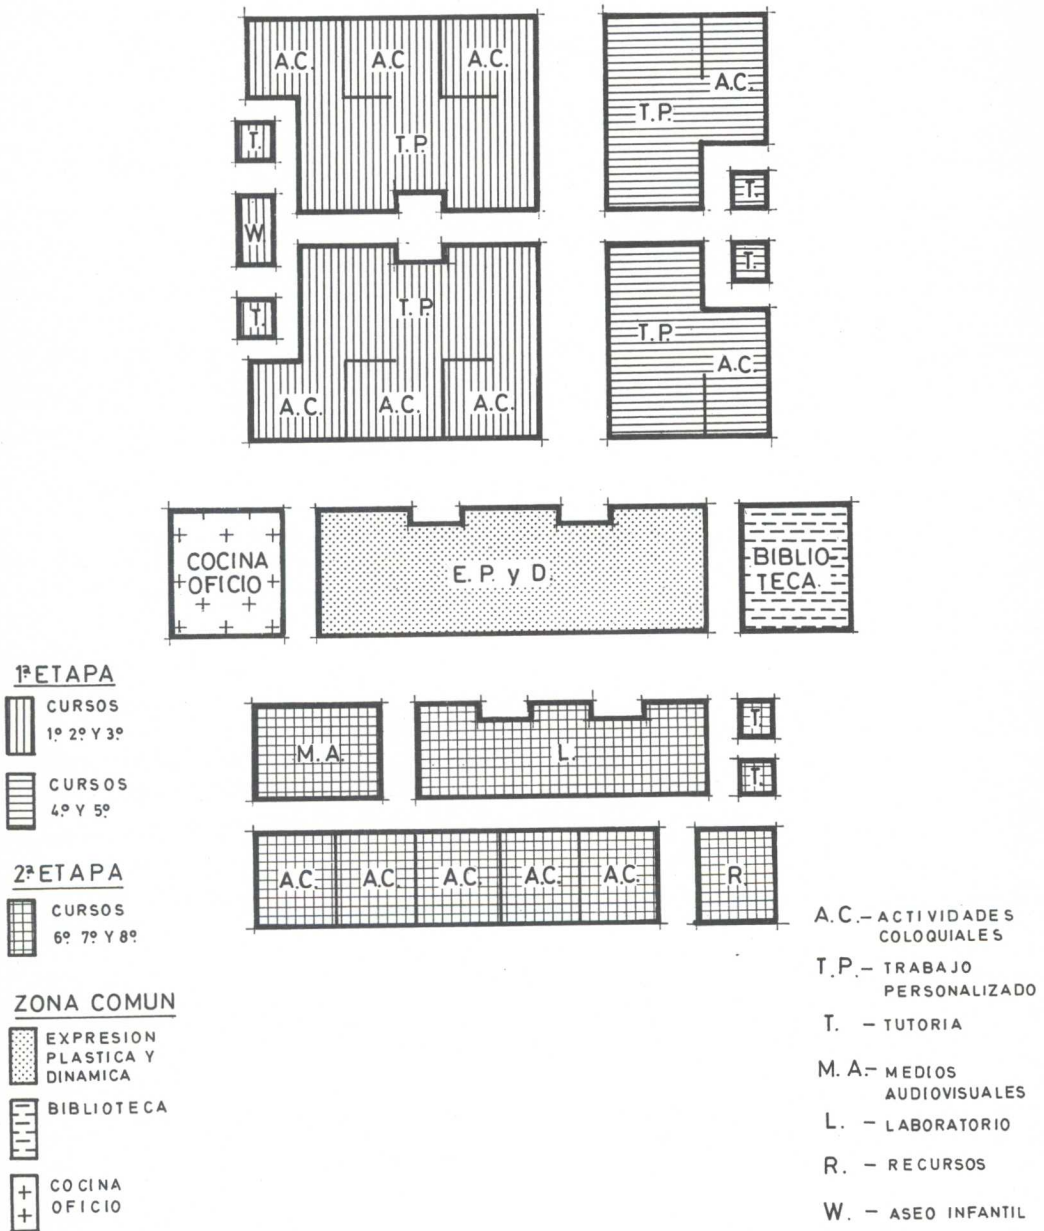 A.C.
A.C
A.C.
A.C.
T.P.
T.
T.P.
T.
W
T.
T.
T.P.
T.P.
A.C.
A.C.
A.C.
A.C.
COCINA
OFICIO
E. P. y D.
BIBLIO-
TECA.
1ª ETAPA
CURSOS
1º 2º Y 3º
CURSOS
4º Y 5º
M. A.
L.
T.
T.
2ª ETAPA
CURSOS
6º 7º Y 8º
A.C.
A.C.
A.C.
A.C.
A.C.
R.
ZONA COMUN
EXPRESION
PLASTICA Y
DINAMICA
BIBLIOTECA
COCINA
OFICIO
A.C.- ACTIVIDADES
COLOQUIALES
T.P.- TRABAJO
PERSONALIZADO
T. - TUTORIA
M. A.- MEDIOS
AUDIOVISUALES
L. - LABORATORIO
R. - RECURSOS
W. - ASEO INFANTIL